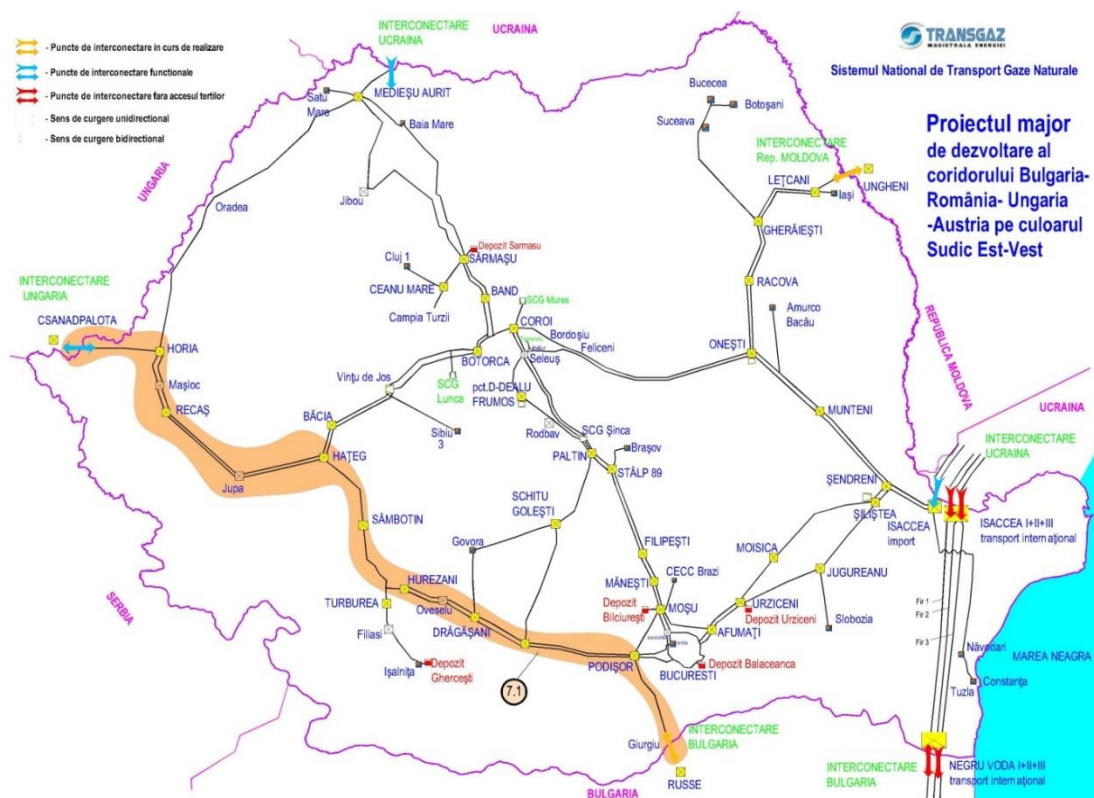 INTERCONECTARE
UCRAINA
UCRAINA
TRANSGAZ
MAGISTRALA ENERGIEI
Sistemul National de Transport Gaze Naturale
Proiectul major
de dezvoltare al
coridorului Bulgaria-
România- Ungaria
-Austria pe culoarul
Sudic Est-Vest
- Puncte de interconectare in curs de realizare
- Puncte de interconectare functionale
- Puncte de interconectare fara accesul tertilor
- Sens de curgere unidirectional
- Sens de curgere bidirectional
MEDIEŞU AURIT
Satu
Mare
Baia Mare
Bucecea
Botoşani
Suceava
INTERCONECTARE
Rep. MOLDOVA
LEŢCANI
UNGHENI
Iaşi
UNGARIA
Jibou
Oradea
GHERĂIEŞTI
Depozit Sarmasu
SĂRMAŞU
Cluj 1
CEANU MARE
Campia Turzii
BAND
RACOVA
Amurco
Bacău
REPUBLICA MOLDOVA
INTERCONECTARE
UNGARIA
CSANADPALOTA
SCG Mures
COROI
Bordoşiu
Feliceni
HORIA
BOTORCA
Seleuş
ONEŞTI
Maşloc
RECAŞ
Vinţu de Jos
SCG
Lunca
pct.D-DEALU
FRUMOS
MUNTENI
UCRAINA
BĂCIA
Sibiu
3
Rodbav
SCG Şinca
Braşov
INTERCONECTARE
UCRAINA
HAŢEG
PALTIN
STÂLP 89
Jupa
ŞENDRENI
ŞILIŞTEA
ISACCEA
import
ISACCEA I+II+III
transport internaţional
SCHITU
GOLEŞTI
SÂMBOTIN
Govora
FILIPEŞTI
MOISICA
CECC Brazi
JUGUREANU
SERBIA
HUREZANI
MĂNEŞTI
Oveselu
TURBUREA
Depozit
Bilciureşti
MOŞU
URZICENI
Depozit Urziceni
Fir 1
Fir 2
Filiasi
DRĂGĂŞANI
AFUMAŢI
Slobozia
Fir 3
Năvodari
MAREA NEAGRA
Işalniţa
Depozit
Gherceşti
PODIŞOR
BUCURESTI
Depozit Balaceanca
Constanţa
Tuzla
7.1
Giurgiu
INTERCONECTARE
BULGARIA
RUSSE
BULGARIA
INTERCONECTARE
BULGARIA
NEGRU VODA I+II+III
transport internaţional